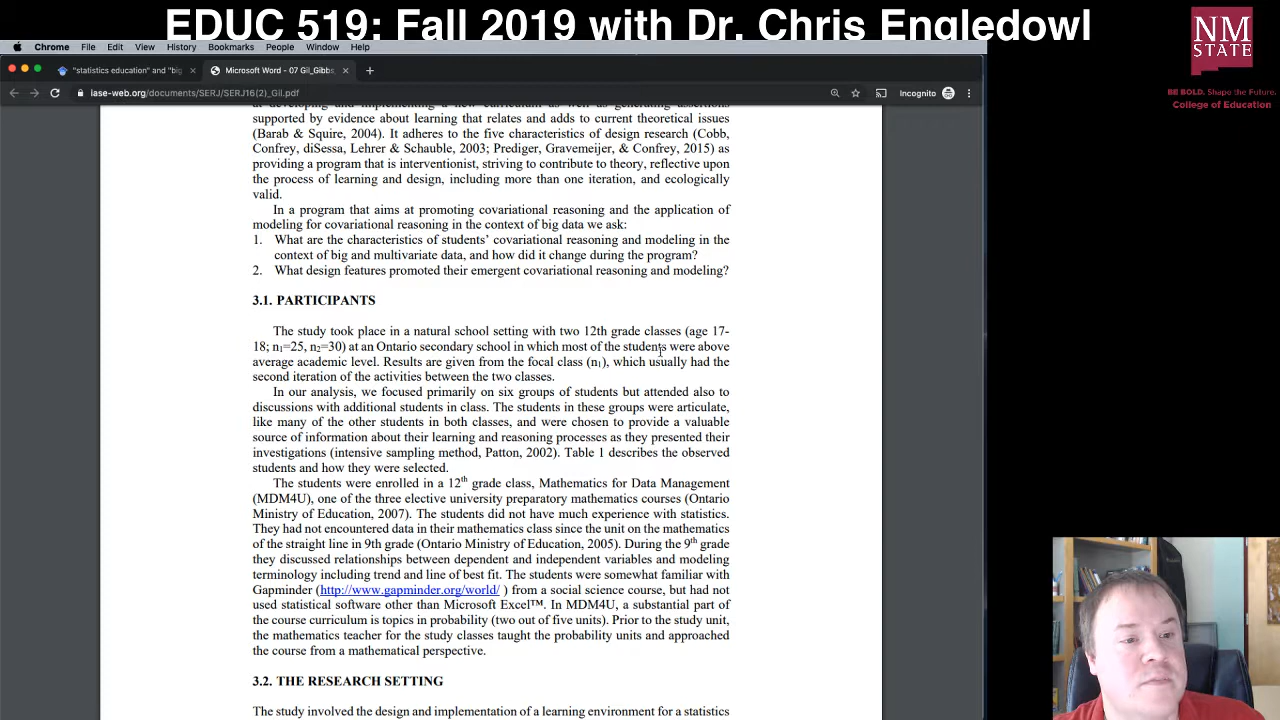 EDUC 519: Fall 2019 with Dr. Chris Engledowl
NM
STATE
BE BOLD. Shape the Future.
College of Education
Chrome File Edit View History Bookmarks People Window Help
"statistics education" and "big
Microsoft Word - 07 Gil_Gibbs
iase-web.org/documents/SERJ/SERJ16(2)_Gil.pdf
Incognito
at developing and implementing a new curriculum as well as generating assertions
supported by evidence about learning that relates and adds to current theoretical issues
(Barab & Squire, 2004). It adheres to the five characteristics of design research (Cobb,
Confrey, diSessa, Lehrer & Schauble, 2003; Prediger, Gravemeijer, & Confrey, 2015) as
providing a program that is interventionist, striving to contribute to theory, reflective upon
the process of learning and design, including more than one iteration, and ecologically
valid.
In a program that aims at promoting covariational reasoning and the application of
modeling for covariational reasoning in the context of big data we ask:
1. What are the characteristics of students' covariational reasoning and modeling in the
context of big and multivariate data, and how did it change during the program?
2. What design features promoted their emergent covariational reasoning and modeling?
3.1. PARTICIPANTS
The study took place in a natural school setting with two 12th grade classes (age 17-
18; n₁=25, n₂=30) at an Ontario secondary school in which most of the students were above
average academic level. Results are given from the focal class (n₁), which usually had the
second iteration of the activities between the two classes.
In our analysis, we focused primarily on six groups of students but attended also to
discussions with additional students in class. The students in these groups were articulate,
like many of the other students in both classes, and were chosen to provide a valuable
source of information about their learning and reasoning processes as they presented their
investigations (intensive sampling method, Patton, 2002). Table 1 describes the observed
students and how they were selected.
The students were enrolled in a 12th grade class, Mathematics for Data Management
(MDM4U), one of the three elective university preparatory mathematics courses (Ontario
Ministry of Education, 2007). The students did not have much experience with statistics.
They had not encountered data in their mathematics class since the unit on the mathematics
of the straight line in 9th grade (Ontario Ministry of Education, 2005). During the 9th grade
they discussed relationships between dependent and independent variables and modeling
terminology including trend and line of best fit. The students were somewhat familiar with
Gapminder (http://www.gapminder.org/world/ ) from a social science course, but had not
used statistical software other than Microsoft Excel™. In MDM4U, a substantial part of
the course curriculum is topics in probability (two out of five units). Prior to the study unit,
the mathematics teacher for the study classes taught the probability units and approached
the course from a mathematical perspective.
3.2. THE RESEARCH SETTING
The study involved the design and implementation of a learning environment for a statistics